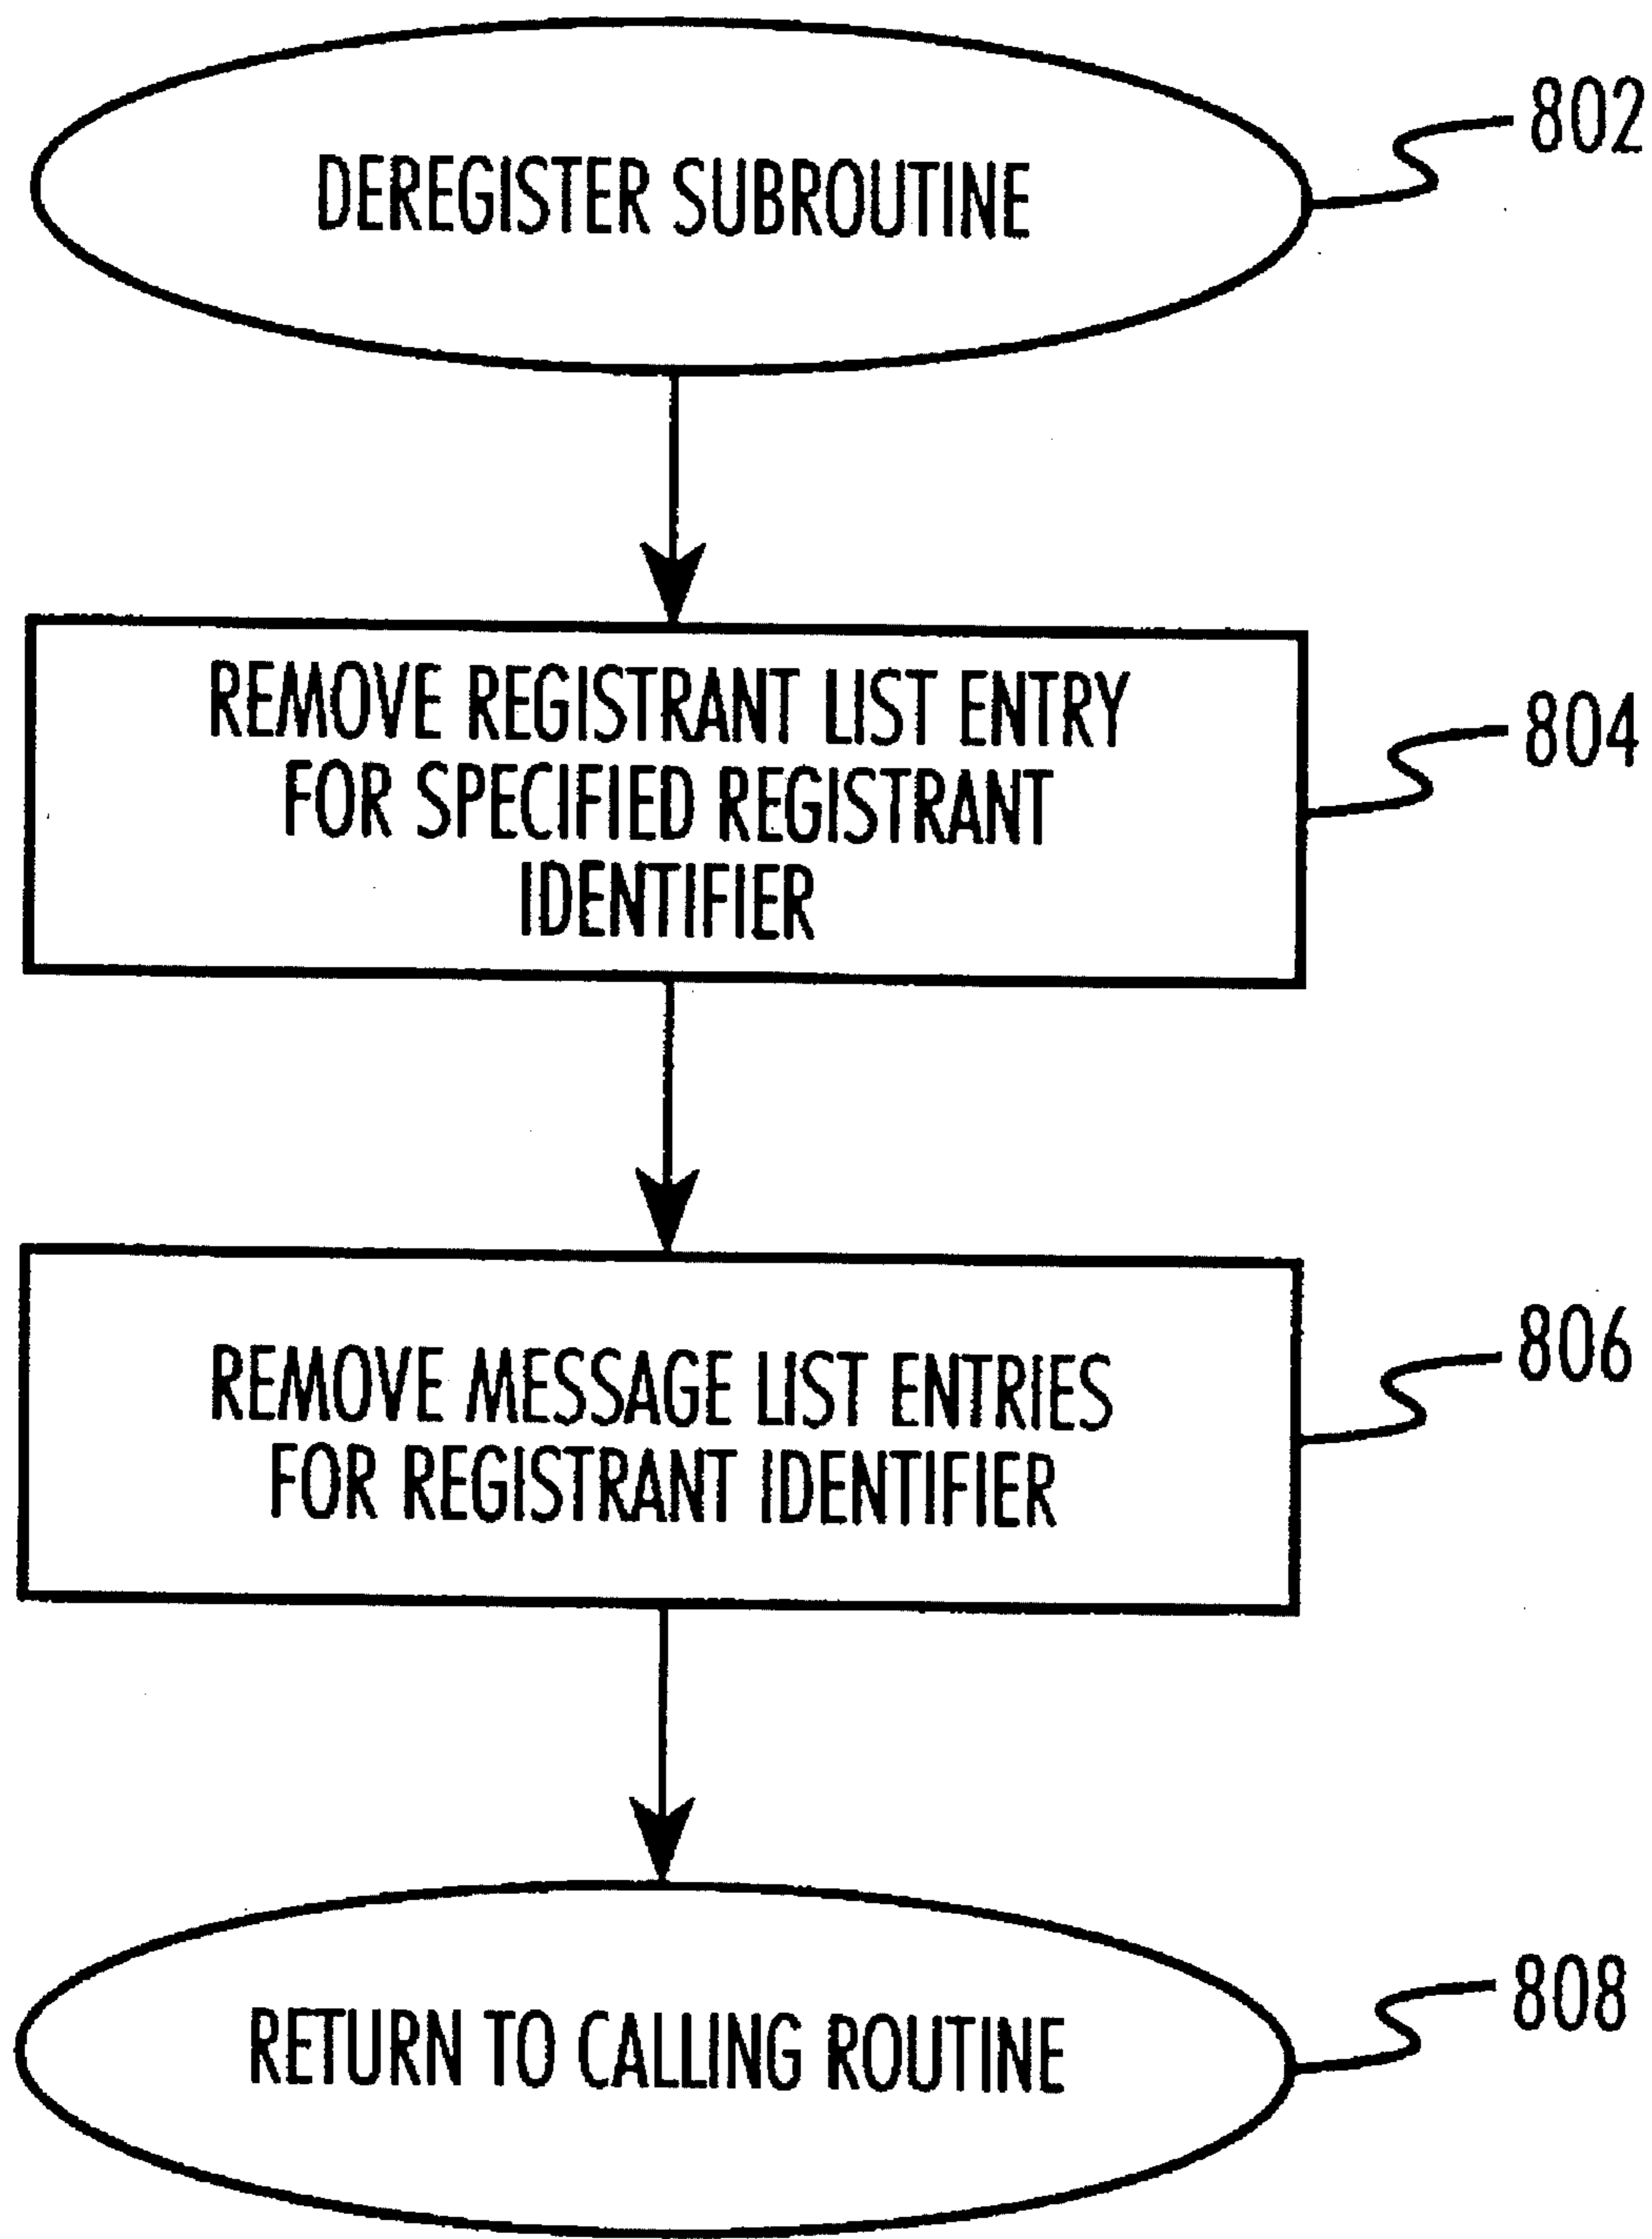 DEREGISTER SUBROUTINE
802
REMOVE REGISTRANT LIST ENTRY
FOR SPECIFIED REGISTRANT
IDENTIFIER
804
REMOVE MESSAGE LIST ENTRIES
FOR REGISTRANT IDENTIFIER
806
RETURN TO CALLING ROUTINE
808